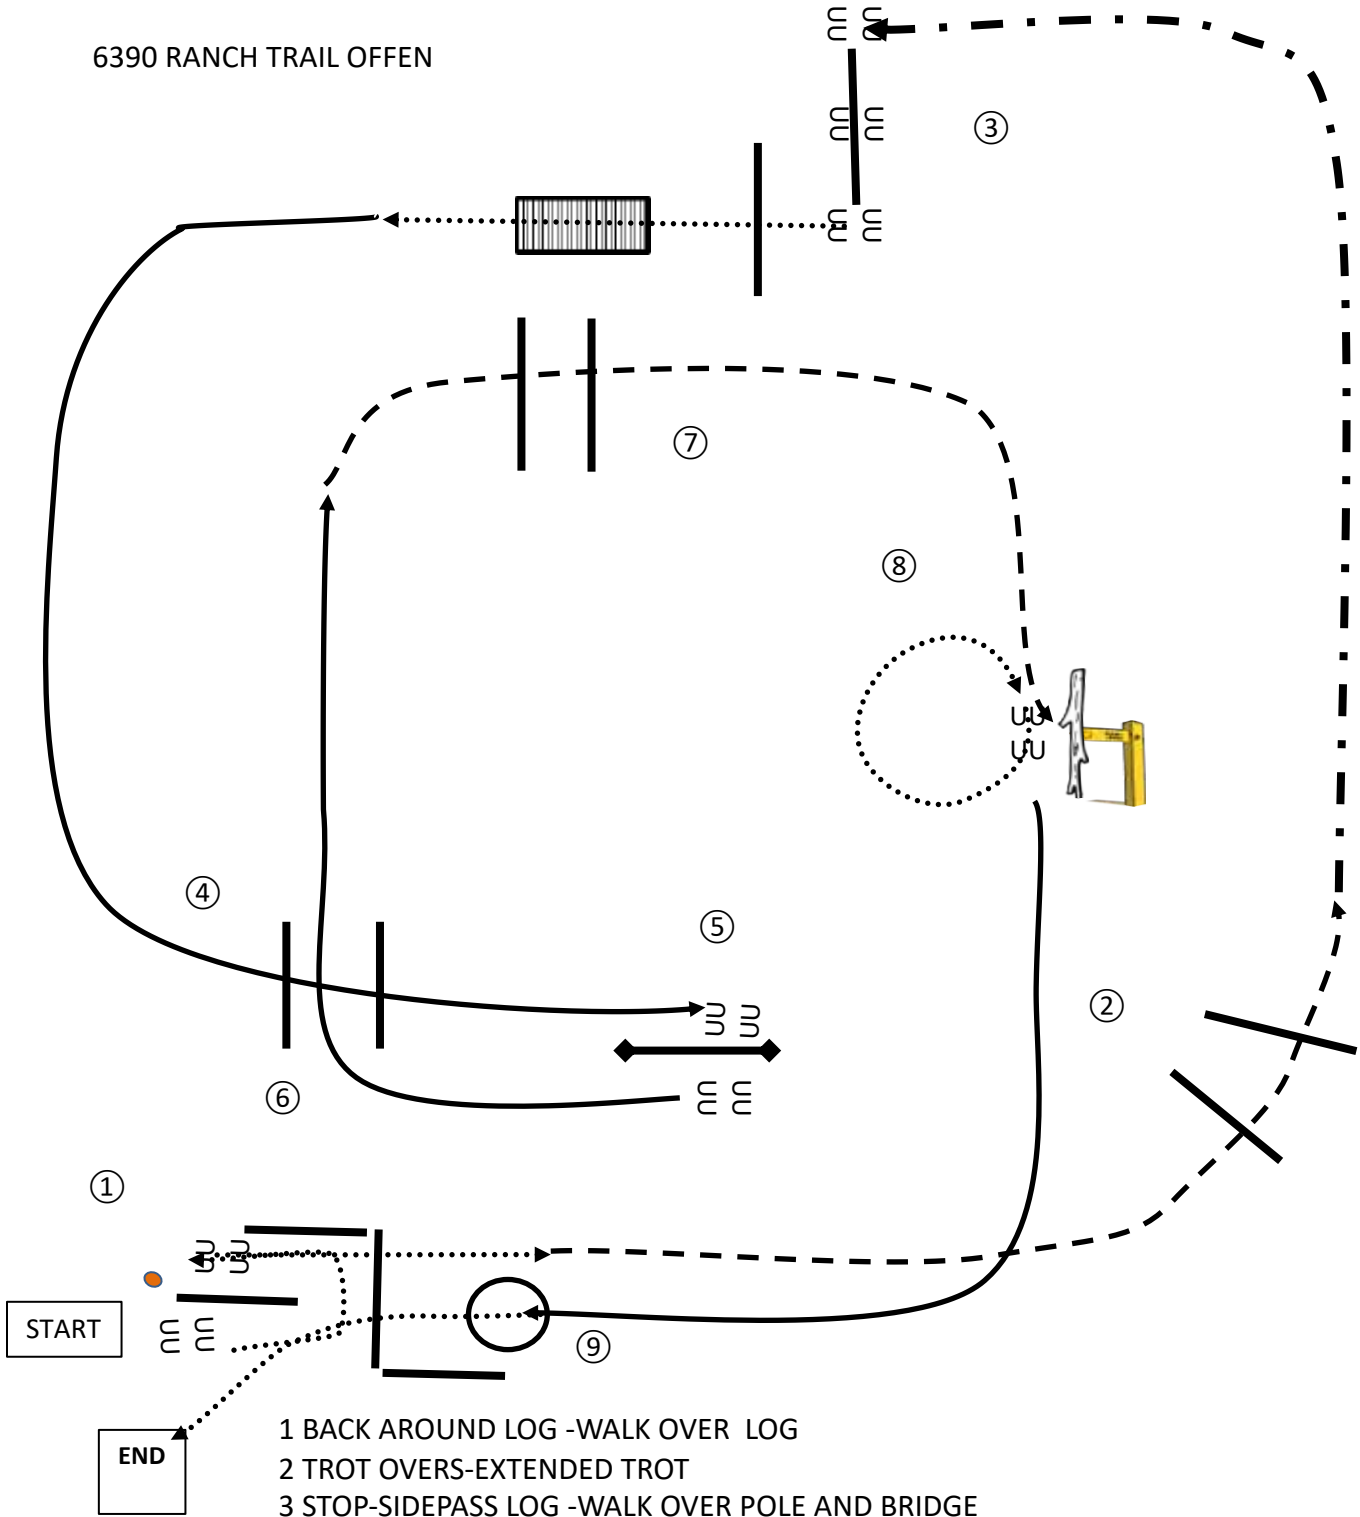 6390 RANCH TRAIL OFFEN
③
⑦
⑧
④
⑤
②
⑥
①
START
⑨
END
1 BACK AROUND LOG -WALK OVER LOG
2 TROT OVERS-EXTENDED TROT
3 STOP-SIDEPASS LOG -WALK OVER POLE AND BRIDGE